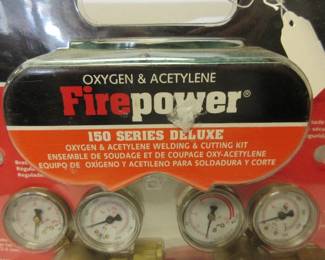 OXYGEN & ACETYLENE
Firepower®
150 SERIES DELUXE
OXYGEN & ACETYLENE WELDING & CUTTING KIT
ENSEMBLE DE SOUDAGE ET DE COUPAGE OXY-ACETYLENE
EQUIPO DE OXÍGENO Y ACETILENO PARA SOLDADURA Y CORTE